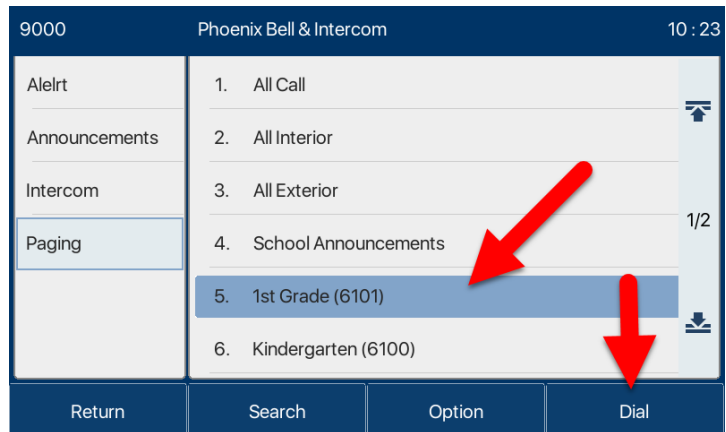 9000 Phoenix Bell & Intercom 10 : 23
Alelrt
Announcements
Intercom
Paging
1. All Call
2. All Interior
3. All Exterior
4. School Announcements
5. 1st Grade (6101)
6. Kindergarten (6100)
1/2
Return Search Option Dial